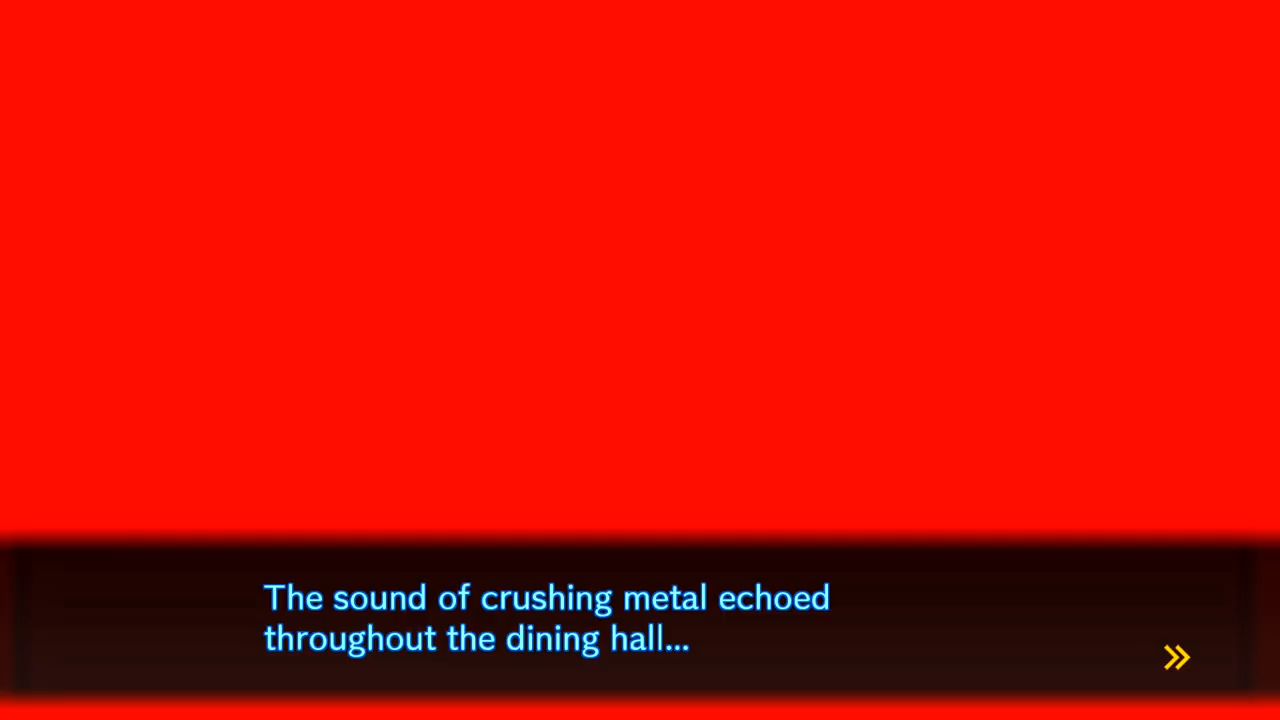 The sound of crushing metal echoed
throughout the dining hall...